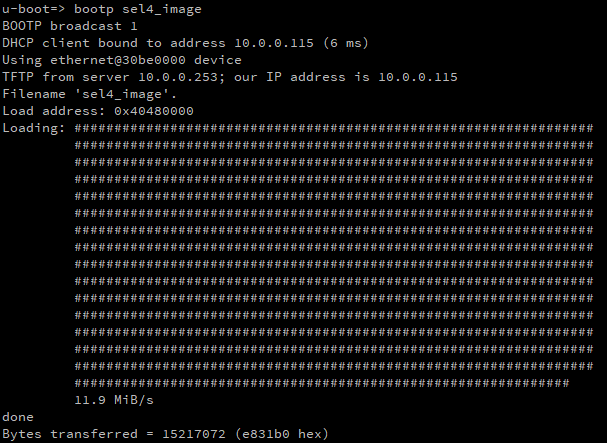 u-boot=> bootp sel4_image
BOOTP broadcast 1
DHCP client bound to address 10.0.0.115 (6 ms)
Using ethernet@30be0000 device
TFTP from server 10.0.0.253; our IP address is 10.0.0.115
Filename 'sel4_image'.
Load address: 0x40480000
Loading: #################################################################
#################################################################
#################################################################
#################################################################
#################################################################
#################################################################
#################################################################
#################################################################
#################################################################
#################################################################
#################################################################
#################################################################
#################################################################
#################################################################
#################################################################
##############################################################
11.9 MiB/s
done
Bytes transferred = 15217072 (e831b0 hex)